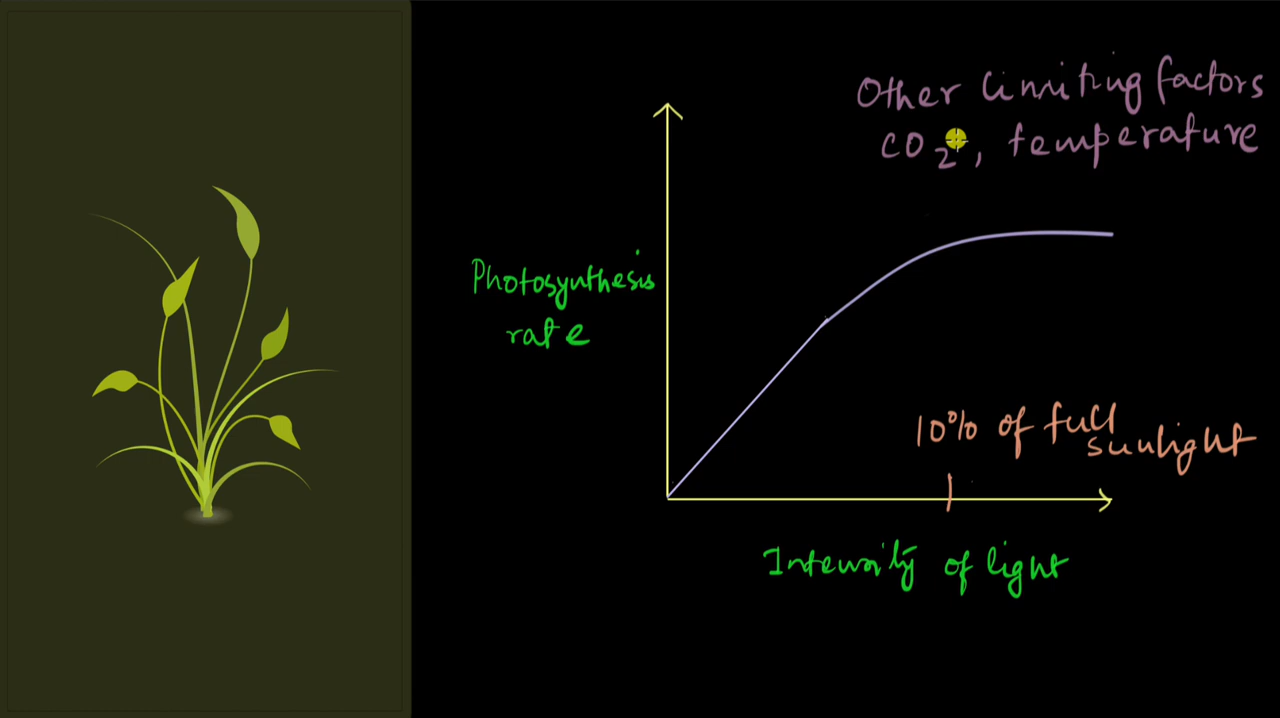 Other limiting factors
CO2, temperature
Photosynthesis
rate
10% of full
sunlight
Intensity of light